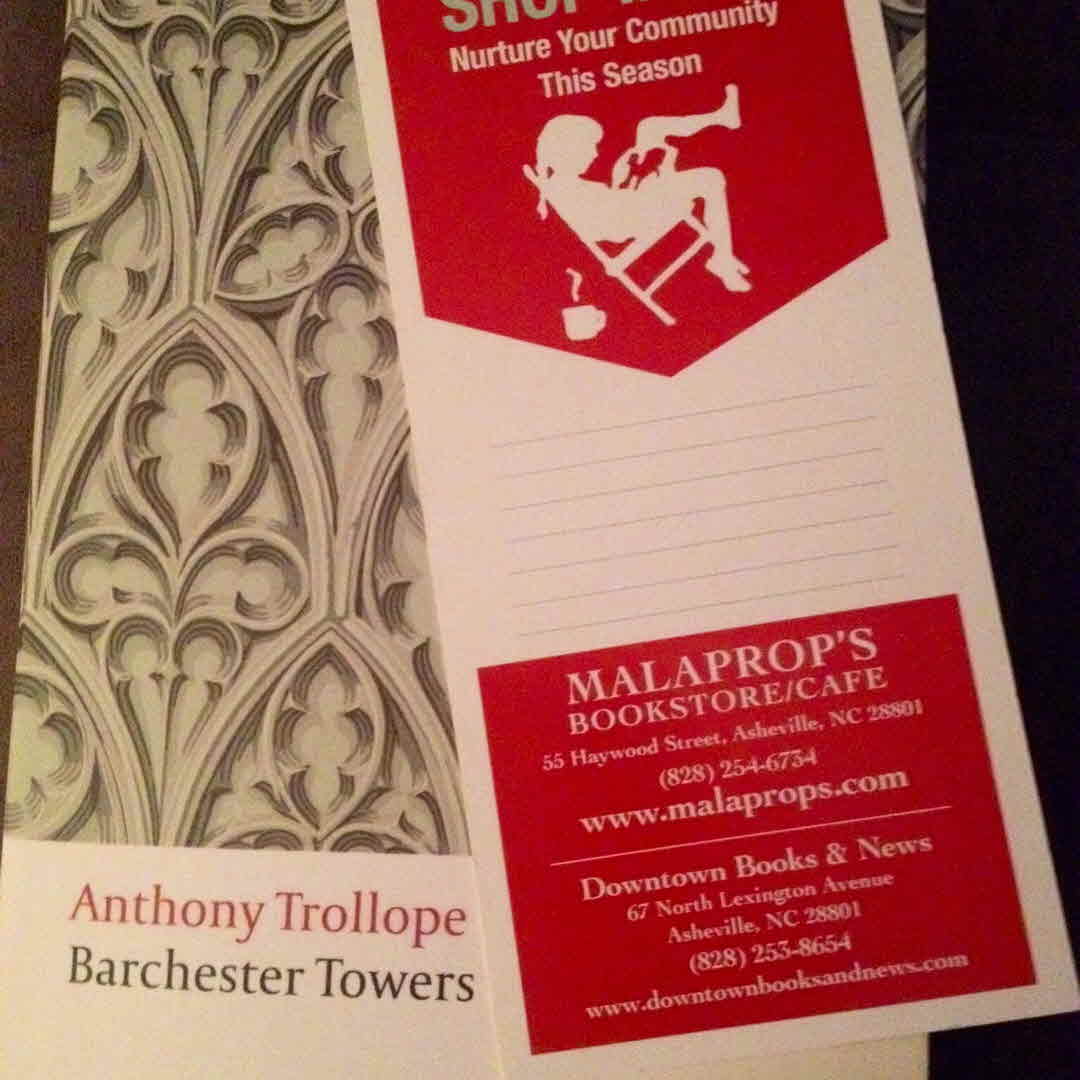 Nurture Your Community
This Season
MALAPROP'S
BOOKSTORE/CAFE
55 Haywood Street, Asheville, NC 28801
(828) 254-6734
www.malaprops.com
Downtown Books & News
67 North Lexington Avenue
Asheville, NC 28801
(828) 253-8654
www.downtownbooksandnews.com
Anthony Trollope
Barchester Towers